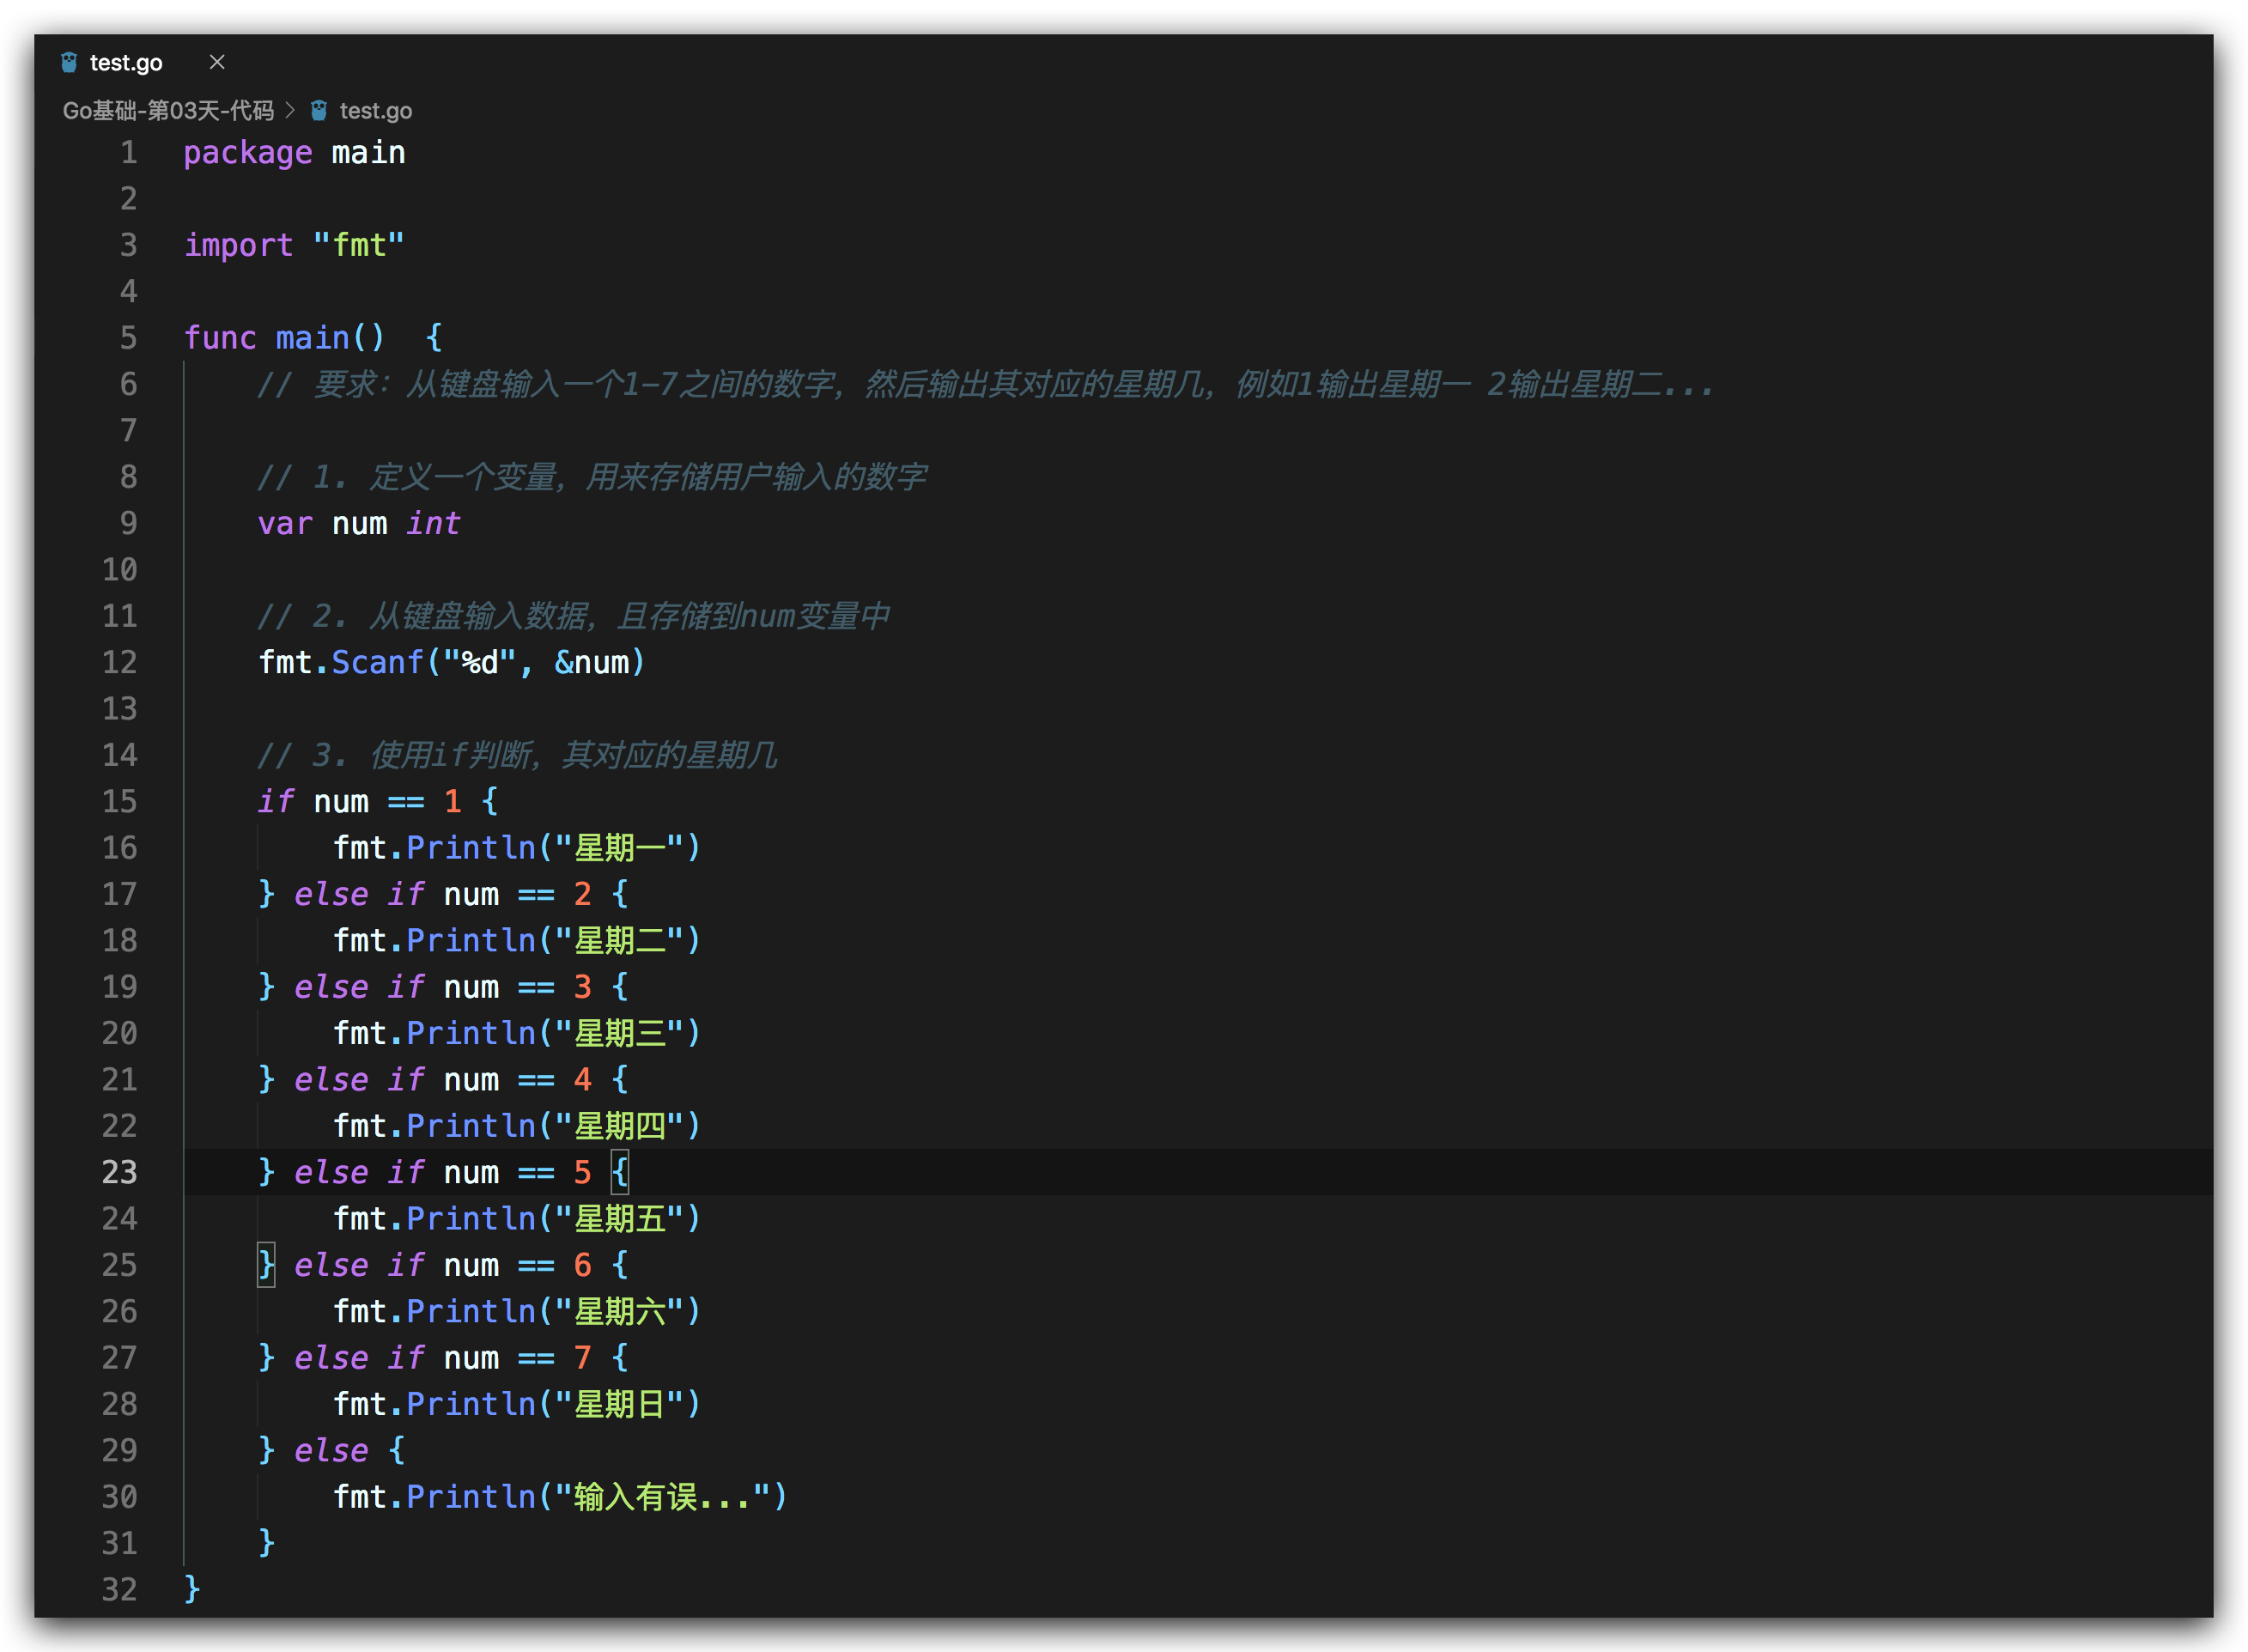 test.go
Go基础-第03天-代码 > test.go
1 package main
2
3 import "fmt"
4
5 func main()  {
6     // 要求：从键盘输入一个1-7之间的数字，然后输出其对应的星期几，例如1输出星期一 2输出星期二...
7
8     // 1. 定义一个变量，用来存储用户输入的数字
9     var num int
10
11     // 2. 从键盘输入数据，且存储到num变量中
12     fmt.Scanf("%d", &num)
13
14     // 3. 使用if判断，其对应的星期几
15     if num == 1 {
16         fmt.Println("星期一")
17     } else if num == 2 {
18         fmt.Println("星期二")
19     } else if num == 3 {
20         fmt.Println("星期三")
21     } else if num == 4 {
22         fmt.Println("星期四")
23     } else if num == 5 {
24         fmt.Println("星期五")
25     } else if num == 6 {
26         fmt.Println("星期六")
27     } else if num == 7 {
28         fmt.Println("星期日")
29     } else {
30         fmt.Println("输入有误...")
31     }
32 }